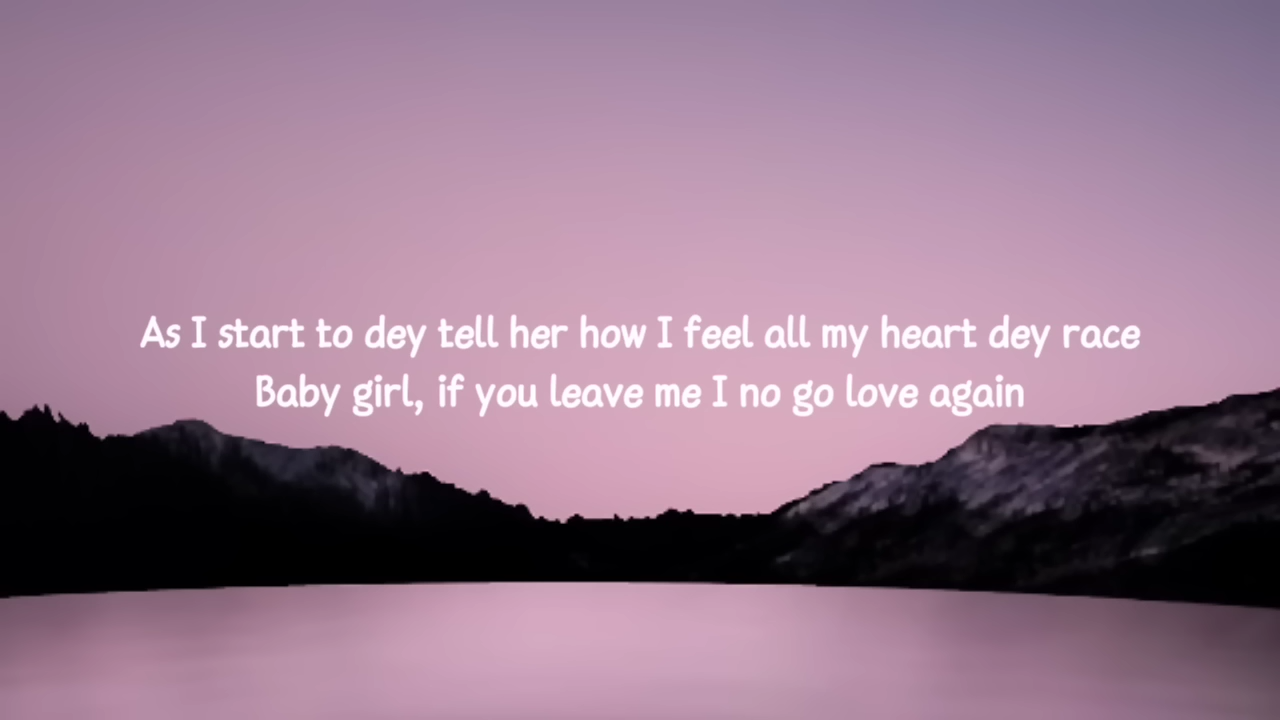 As I start to dey tell her how I feel all my heart dey race
Baby girl, if you leave me I no go love again